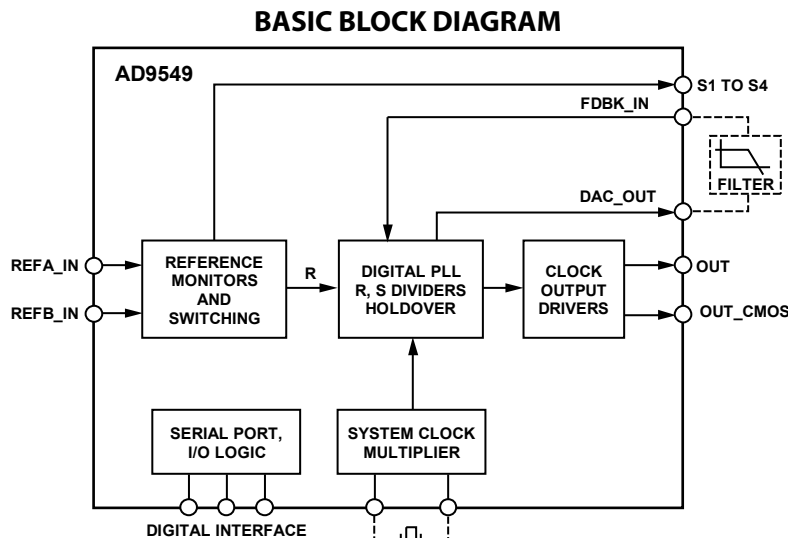 BASIC BLOCK DIAGRAM
AD9549
S1 TO S4
FDBK_IN
FILTER
DAC_OUT
REFA_IN
REFB_IN
REFERENCE
MONITORS
AND
SWITCHING
R
DIGITAL PLL
R, S DIVIDERS
HOLDOVER
CLOCK
OUTPUT
DRIVERS
OUT
OUT_CMOS
SERIAL PORT,
I/O LOGIC
SYSTEM CLOCK
MULTIPLIER
DIGITAL INTERFACE